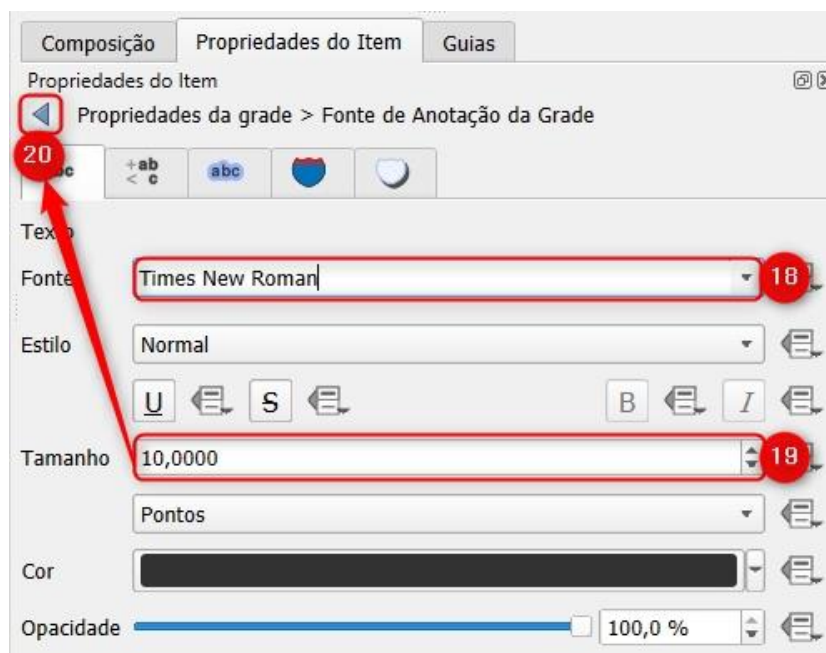 Composição Propriedades do Item Guias
Propriedades do Item
Propriedades da grade > Fonte de Anotação da Grade
20 +ab < c abc
Texto
Fonte Times New Roman 18
Estilo Normal
U S B I
Tamanho 10,0000 19
Pontos
Cor
Opacidade 100,0 %